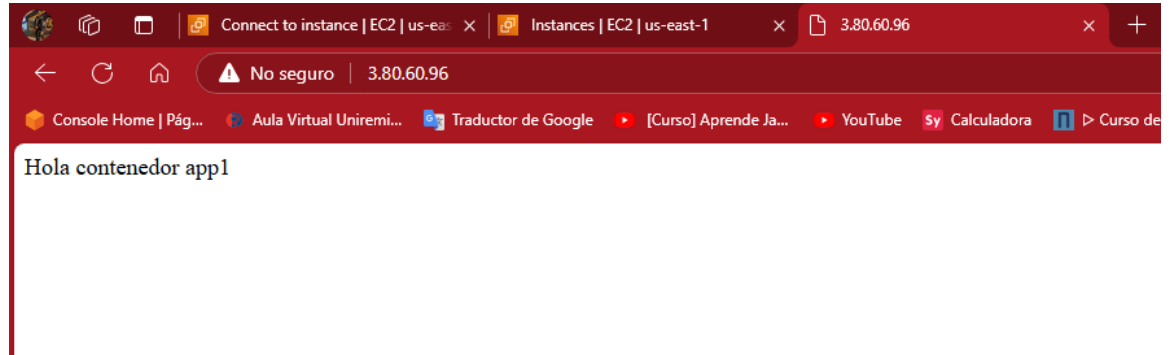 Connect to instance | EC2 | us-eas
Instances | EC2 | us-east-1
3.80.60.96
No seguro
3.80.60.96
Console Home | Pág...
Aula Virtual Uniremi...
Traductor de Google
[Curso] Aprende Ja...
YouTube
Sy Calculadora
Curso de
Hola contenedor app1